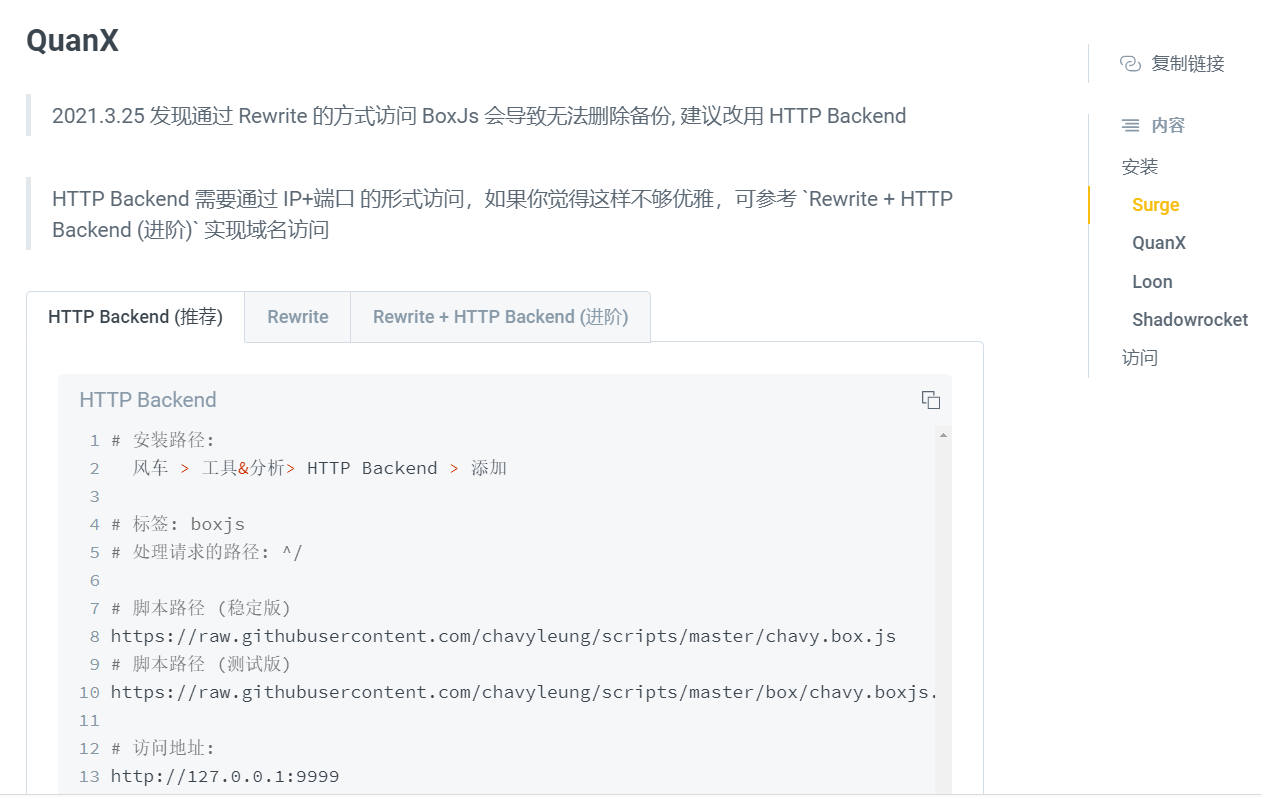 QuanX
2021.3.25 发现通过 Rewrite 的方式访问 BoxJs 会导致无法删除备份, 建议改用 HTTP Backend
HTTP Backend 需要通过 IP+端口 的形式访问，如果你觉得这样不够优雅，可参考 `Rewrite + HTTP
Backend (进阶)` 实现域名访问
HTTP Backend (推荐)
Rewrite
Rewrite + HTTP Backend (进阶)
HTTP Backend
1 # 安装路径:
2 风车 > 工具&分析> HTTP Backend > 添加
3
4 # 标签: boxjs
5 # 处理请求的路径: ^/
6
7 # 脚本路径 (稳定版)
8 https://raw.githubusercontent.com/chavyleung/scripts/master/chavy.box.js
9 # 脚本路径 (测试版)
10 https://raw.githubusercontent.com/chavyleung/scripts/master/box/chavy.boxjs.
11
12 # 访问地址:
13 http://127.0.0.1:9999
复制链接
内容
安装
Surge
QuanX
Loon
Shadowrocket
访问